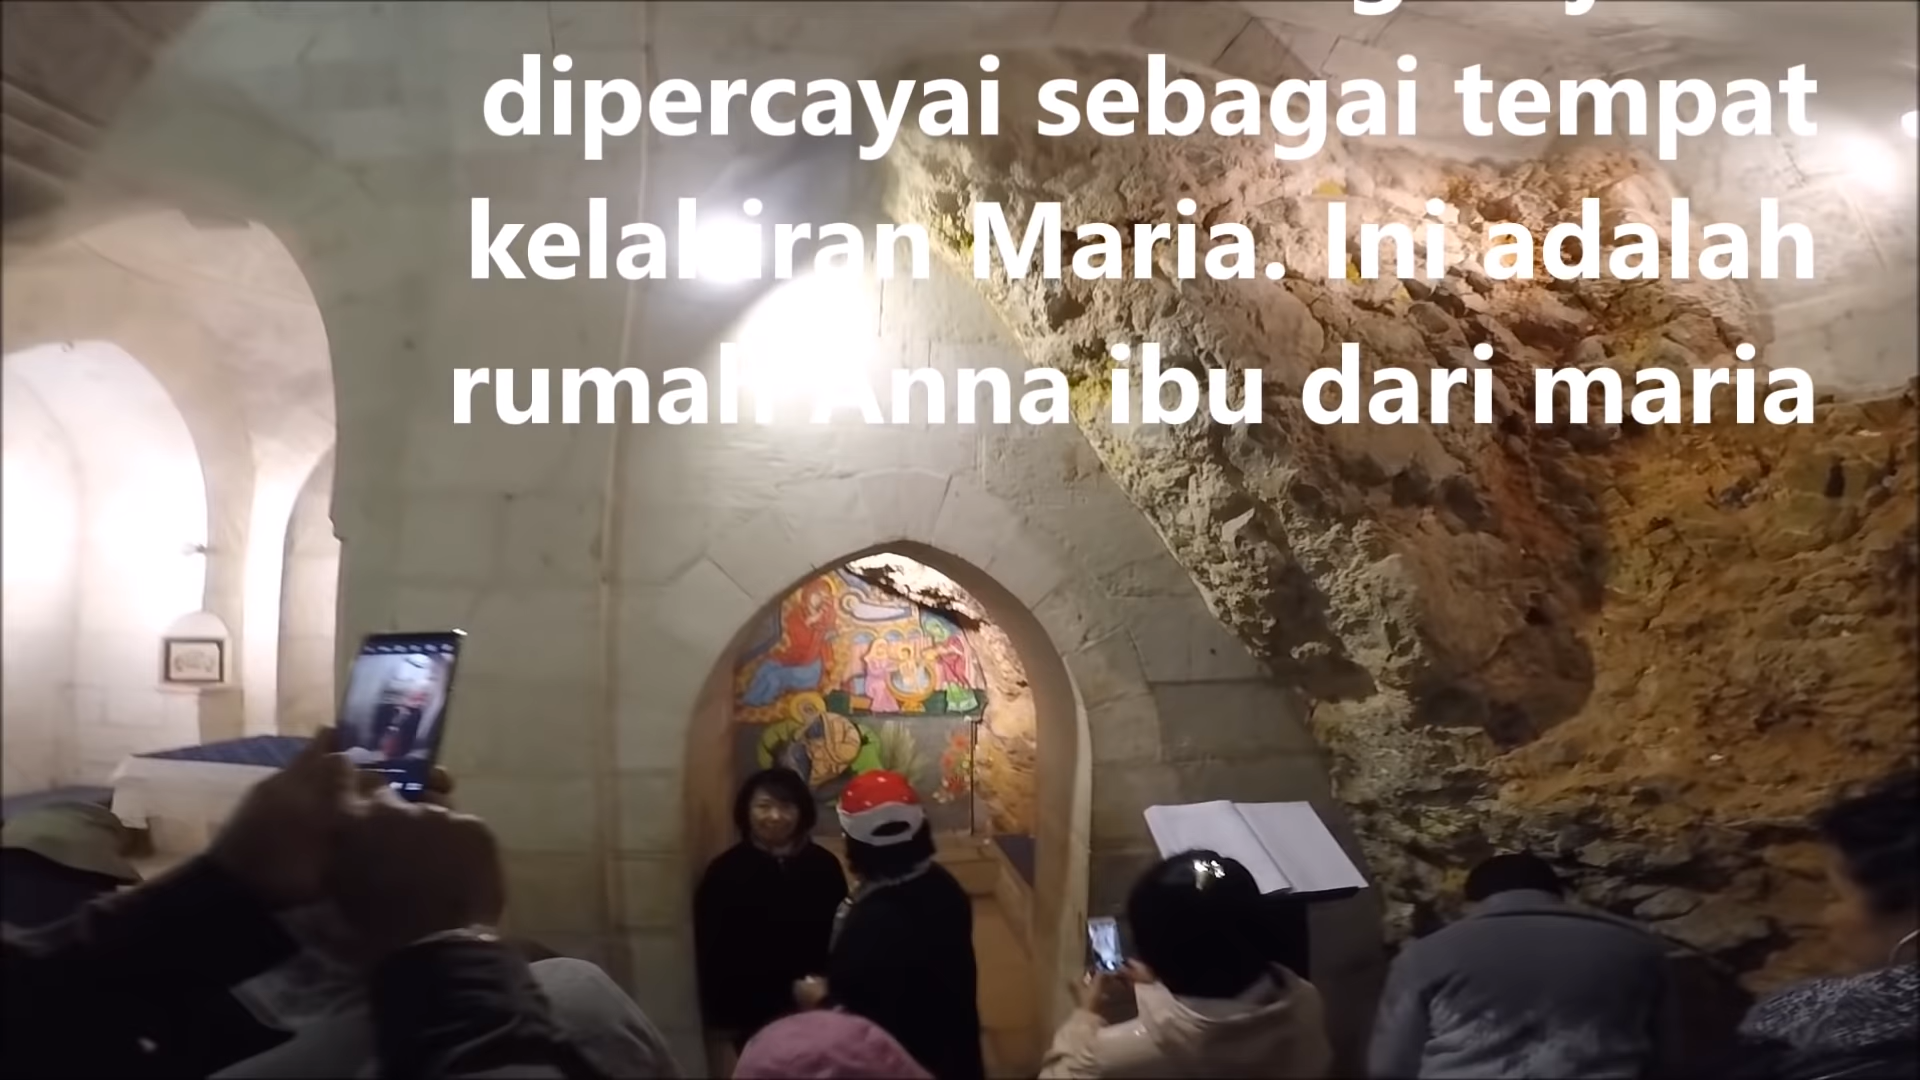 dipercayai sebagai tempat
kelahiran Maria. Ini adalah
rumah Anna ibu dari maria